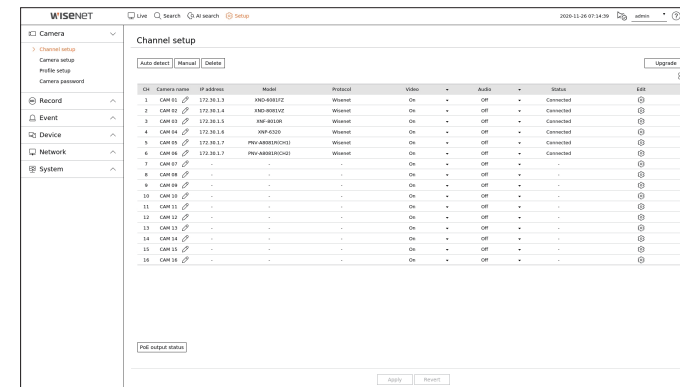 WISENET
Live Search AI search Setup 2020-11-26 07:14:39 admin
Camera
Channel setup
Camera setup
Profile setup
Camera password
Record
Event
Device
Network
System
Channel setup
Auto detect Manual Delete Upgrade
CH Camera name IP address Model Protocol Video Audio Status Edit
1 CAM 01 172.30.1.3 XND-6081FZ Wisenet On Off Connected
2 CAM 02 172.30.1.4 XND-8081VZ Wisenet On Off Connected
3 CAM 03 172.30.1.5 XNF-8010R Wisenet On Off Connected
4 CAM 04 172.30.1.6 XNP-6320 Wisenet On Off Connected
5 CAM 05 172.30.1.7 PNV-A8081R(CH1) Wisenet On Off Connected
6 CAM 06 172.30.1.7 PNV-A8081R(CH2) Wisenet On Off Connected
7 CAM 07 - - - On Off -
8 CAM 08 - - - On Off -
9 CAM 09 - - - On Off -
10 CAM 10 - - - On Off -
11 CAM 11 - - - On Off -
12 CAM 12 - - - On Off -
13 CAM 13 - - - On Off -
14 CAM 14 - - - On Off -
15 CAM 15 - - - On Off -
16 CAM 16 - - - On Off -
PoE output status
Apply Revert